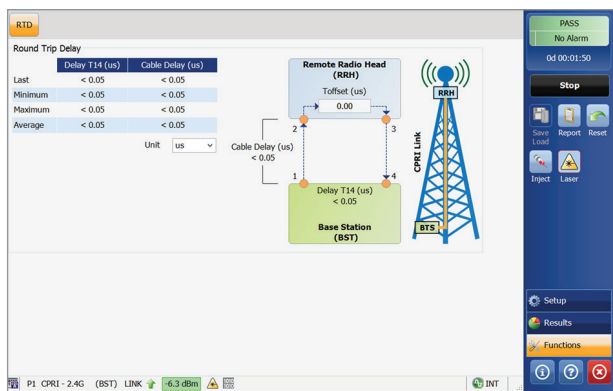 RTD
Round Trip Delay
Delay T14 (us) Cable Delay (us)
Last < 0.05 < 0.05
Minimum < 0.05 < 0.05
Maximum < 0.05 < 0.05
Average < 0.05 < 0.05
Unit us
Cable Delay (us)
< 0.05
Remote Radio Head
(RRH)
Toffset (us)
0.00
2 3
1 4
Delay T14 (us)
< 0.05
Base Station
(BST)
RRH
CPRI Link
BTS
PASS
No Alarm
0d 00:01:50
Stop
Save
Load
Report
Reset
Inject
Laser
Setup
Results
Functions
P1 CPRI - 2.4G (BST) LINK -6.3 dBm
INT